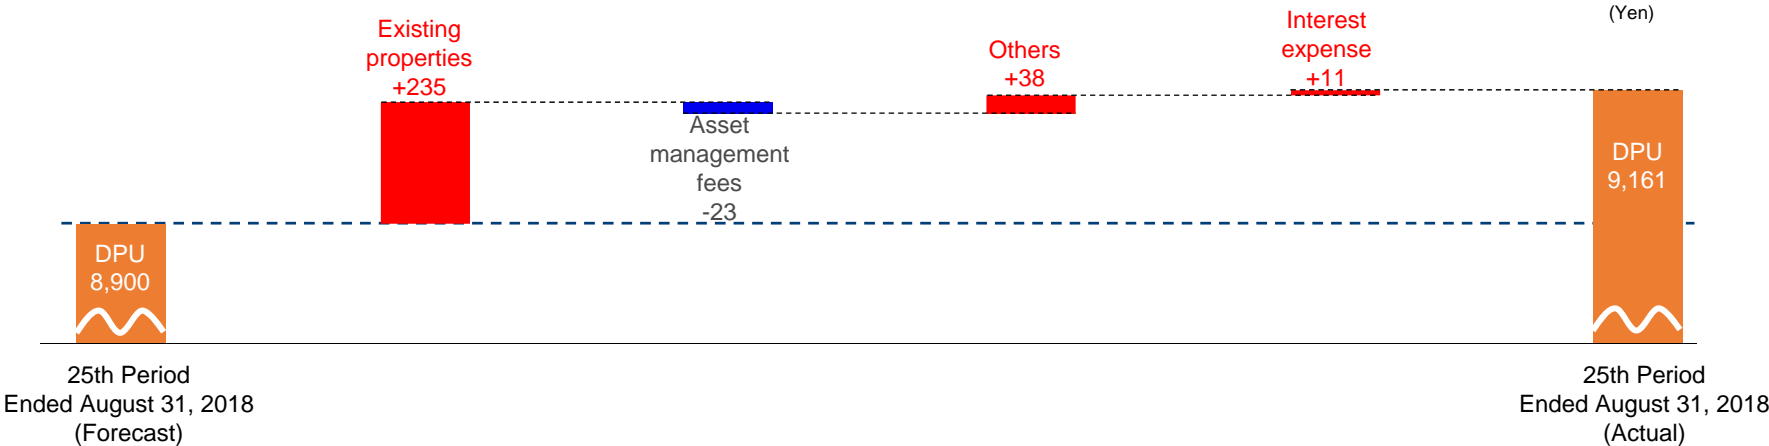 (Yen)
Existing
properties
+235
Asset
management
fees
-23
Others
+38
Interest
expense
+11
DPU
8,900
DPU
9,161
25th Period
Ended August 31, 2018
(Forecast)
25th Period
Ended August 31, 2018
(Actual)